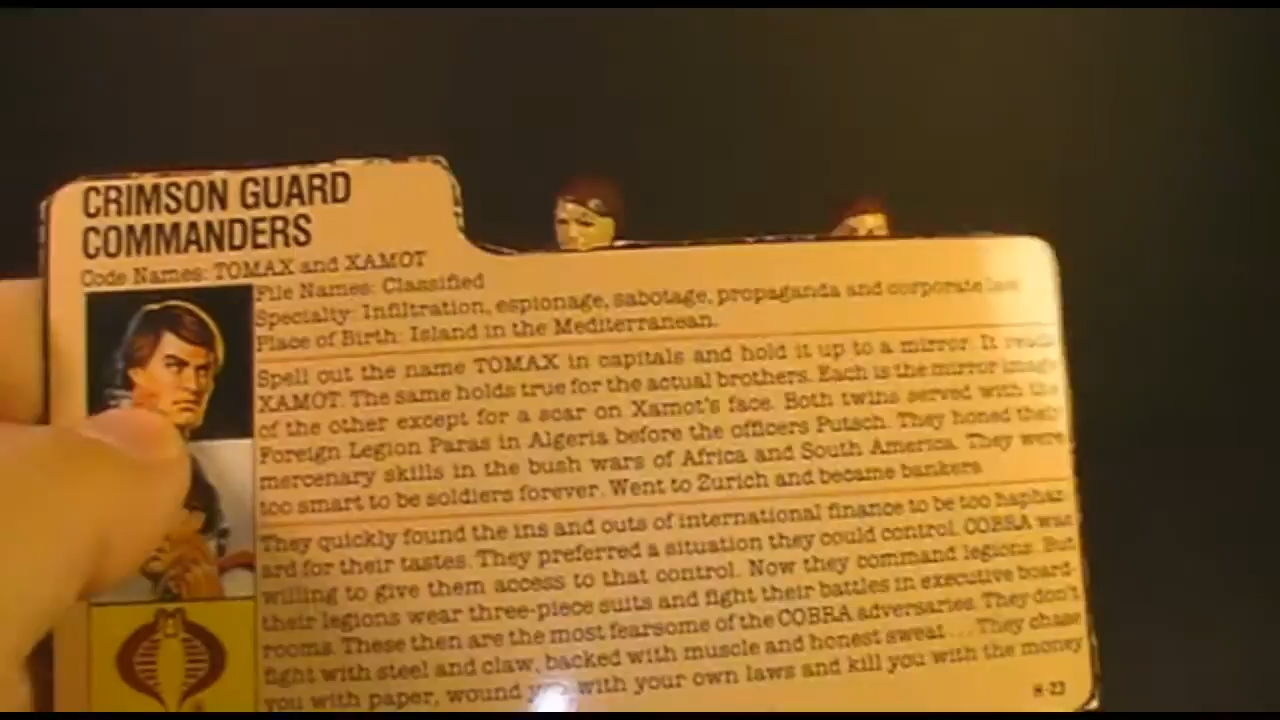 CRIMSON GUARD
COMMANDERS
Code Names: TOMAX and XAMOT
File Names: Classified
Specialty: Infiltration, espionage, sabotage, propaganda and corporate law
Place of Birth: Island in the Mediterranean.
Spell out the name TOMAX in capitals and hold it up to a mirror. It reads
XAMOT. The same holds true for the actual brothers. Each is the mirror image
of the other except for a scar on Xamot's face. Both twins served with the
Foreign Legion Paras in Algeria before the officers Putsch. They honed their
mercenary skills in the bush wars of Africa and South America. They were
too smart to be soldiers forever. Went to Zurich and became bankers
They quickly found the ins and outs of international finance to be too haphaz-
ard for their tastes. They preferred a situation they could control. COBRA was
willing to give them access to that control. Now they command legions. But
their legions wear three-piece suits and fight their battles in executive board-
rooms. These then are the most fearsome of the COBRA adversaries. They don't
fight with steel and claw, backed with muscle and honest sweat... They chase
you with paper, wound you with your own laws and kill you with the money
H-23